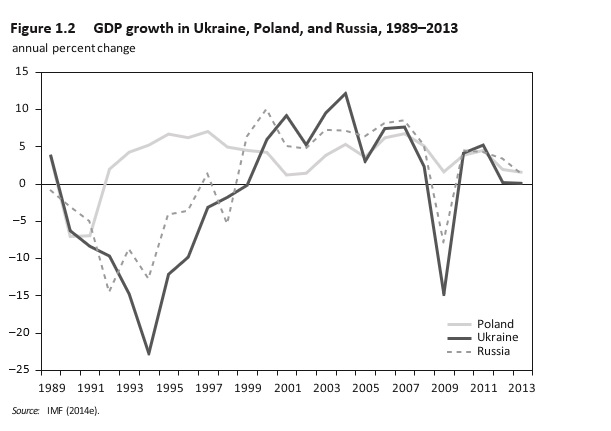 Figure 1.2 GDP growth in Ukraine, Poland, and Russia, 1989–2013
annual percent change
15
10
5
0
−5
−10
−15
−20
−25
Poland
Ukraine
Russia
1989 1991 1993 1995 1997 1999 2001 2003 2005 2007 2009 2011 2013
Source: IMF (2014e).